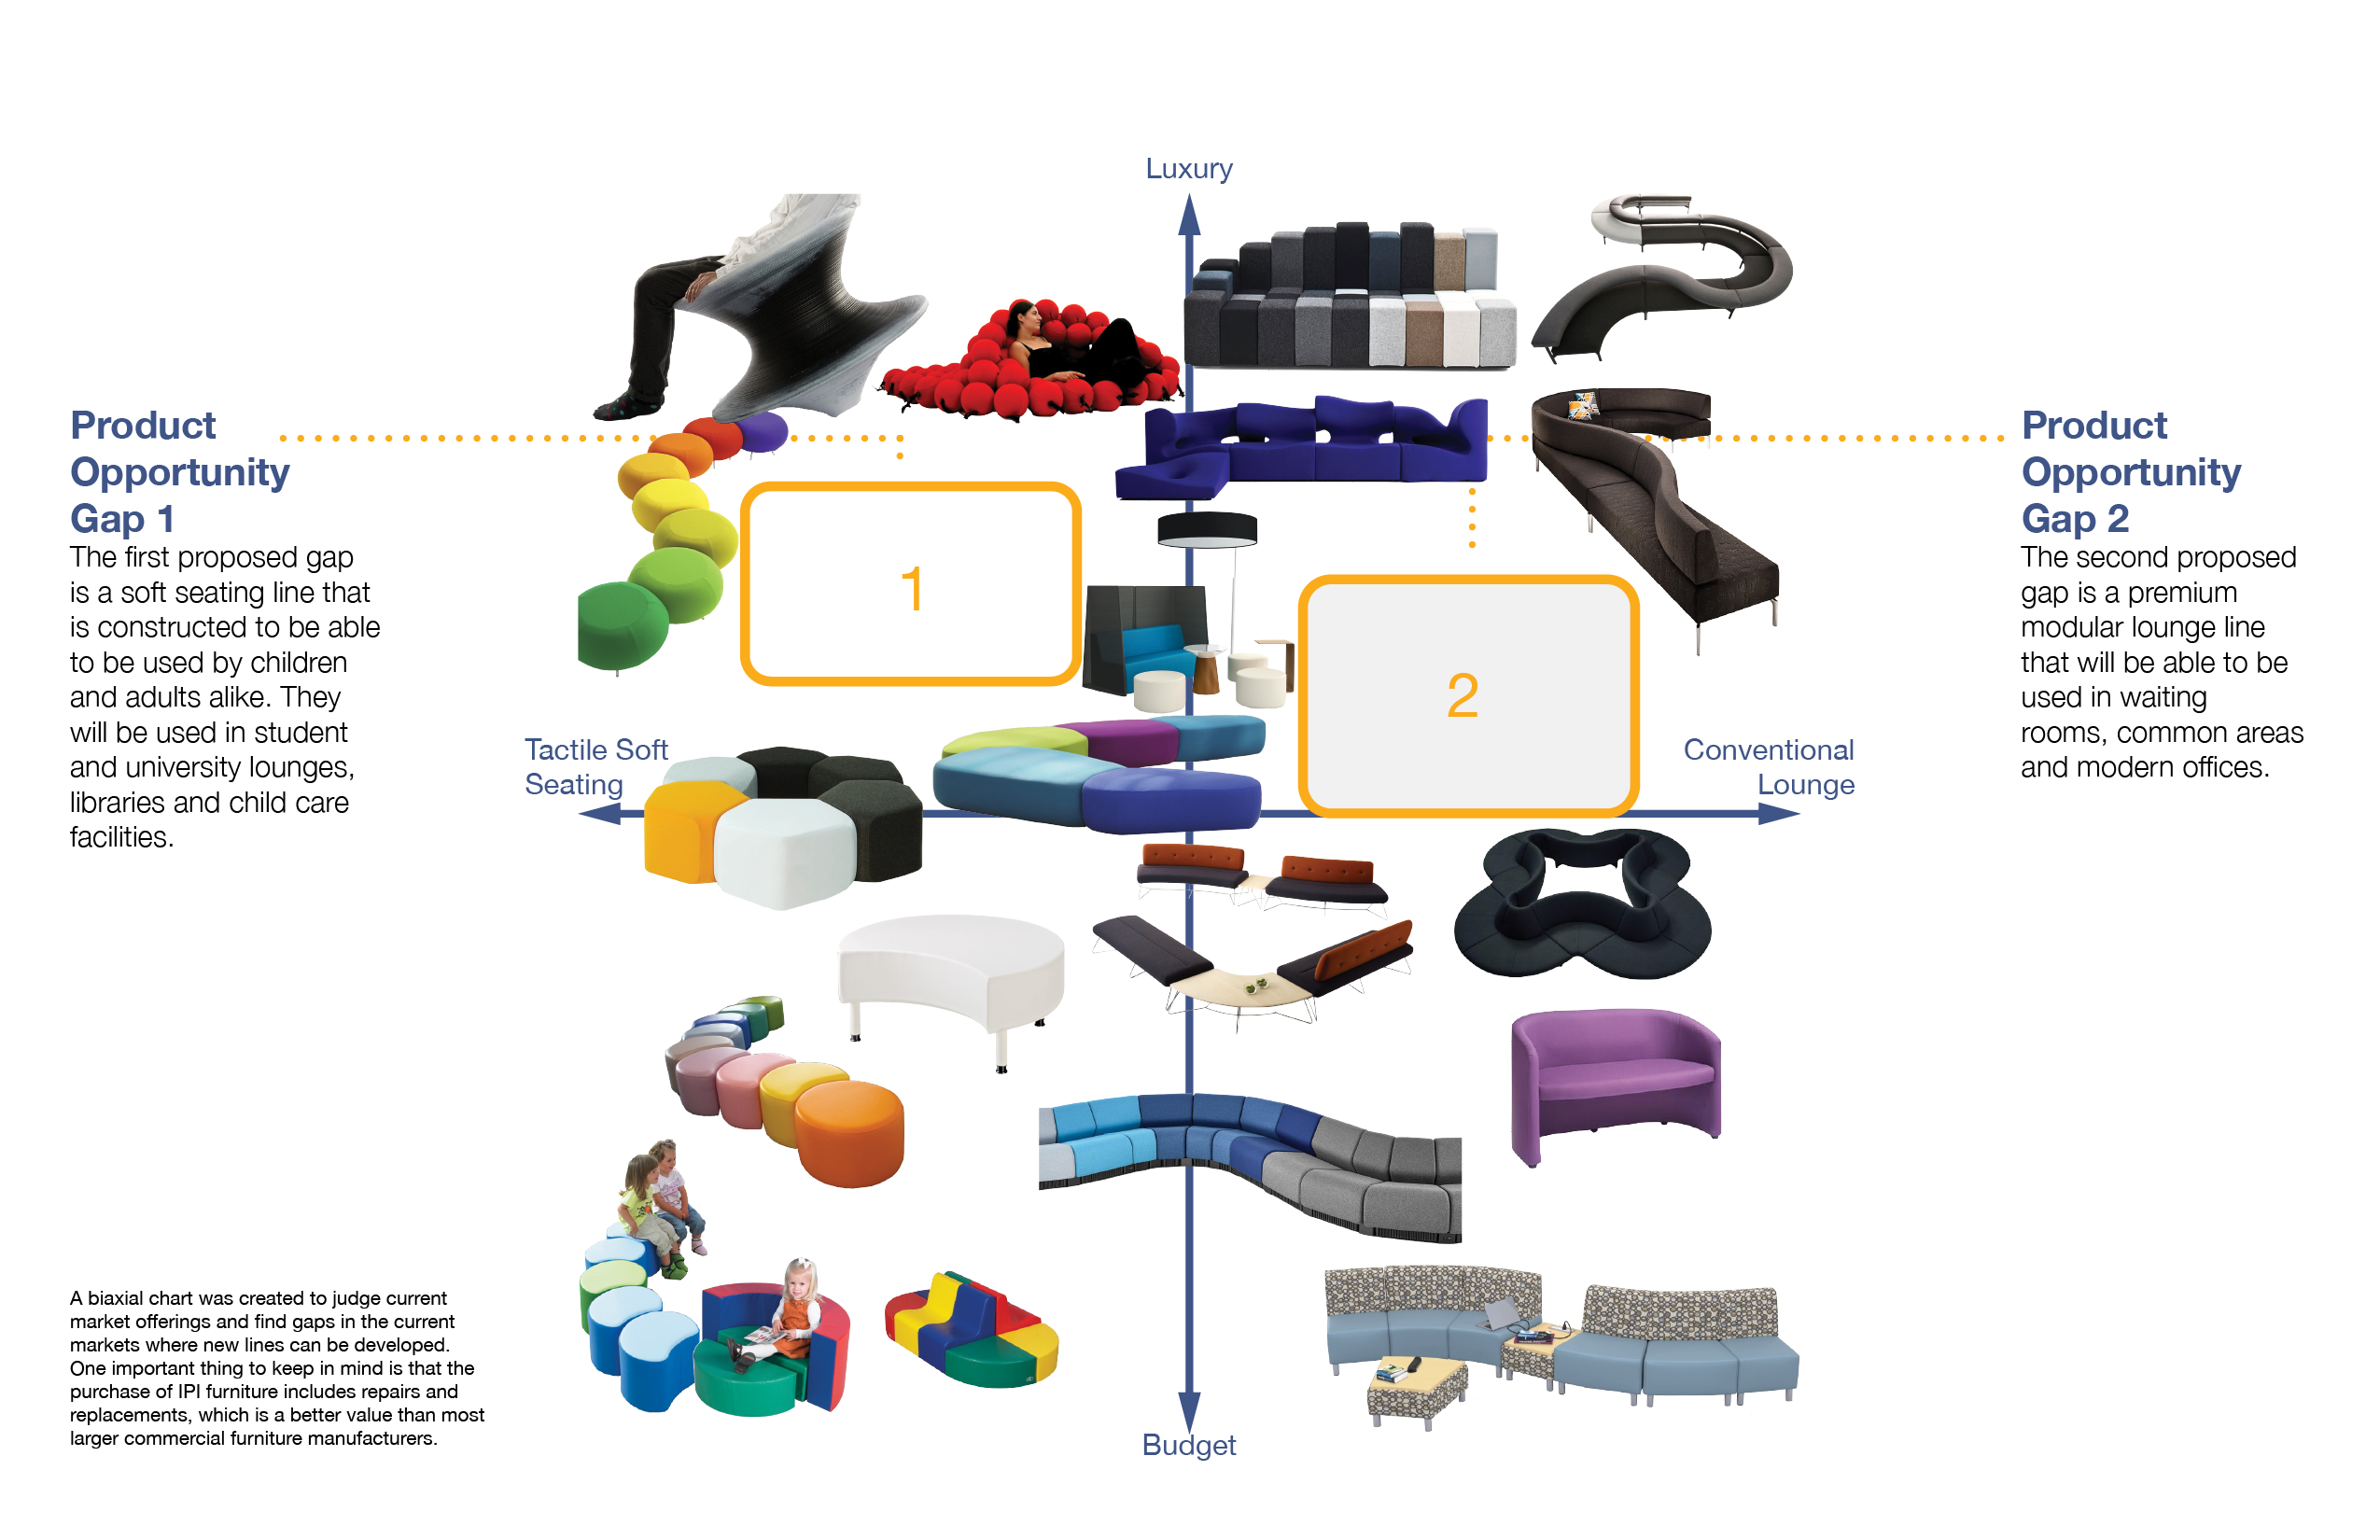 Luxury
Product
Opportunity
Gap 1
The first proposed gap
is a soft seating line that
is constructed to be able
to be used by children
and adults alike. They
will be used in student
and university lounges,
libraries and child care
facilities.
1
2
Product
Opportunity
Gap 2
The second proposed
gap is a premium
modular lounge line
that will be able to be
used in waiting
rooms, common areas
and modern offices.
Tactile Soft
Seating
Conventional
Lounge
A biaxial chart was created to judge current
market offerings and find gaps in the current
markets where new lines can be developed.
One important thing to keep in mind is that the
purchase of IPI furniture includes repairs and
replacements, which is a better value than most
larger commercial furniture manufacturers.
Budget